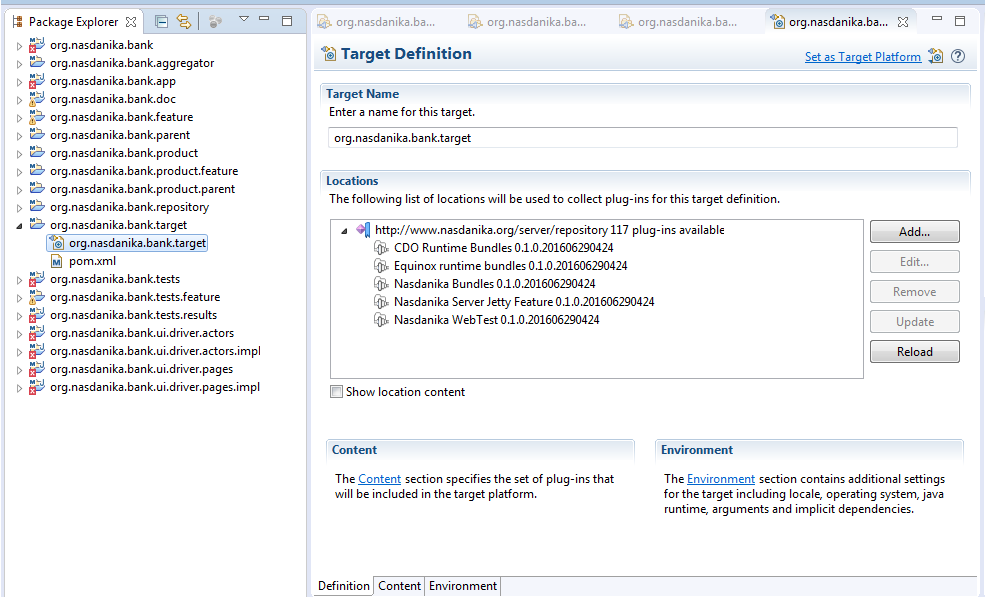 Package Explorer
org.nasdanika.bank
org.nasdanika.bank.aggregator
org.nasdanika.bank.app
org.nasdanika.bank.doc
org.nasdanika.bank.feature
org.nasdanika.bank.parent
org.nasdanika.bank.product
org.nasdanika.bank.product.feature
org.nasdanika.bank.product.parent
org.nasdanika.bank.repository
org.nasdanika.bank.target
org.nasdanika.bank.target
pom.xml
org.nasdanika.bank.tests
org.nasdanika.bank.tests.feature
org.nasdanika.bank.tests.results
org.nasdanika.bank.ui.driver.actors
org.nasdanika.bank.ui.driver.actors.impl
org.nasdanika.bank.ui.driver.pages
org.nasdanika.bank.ui.driver.pages.impl
org.nasdanika.ba... org.nasdanika.ba... org.nasdanika.ba... org.nasdanika.ba...
Target Definition Set as Target Platform
Target Name
Enter a name for this target.
org.nasdanika.bank.target
Locations
The following list of locations will be used to collect plug-ins for this target definition.
http://www.nasdanika.org/server/repository 117 plug-ins available
CDO Runtime Bundles 0.1.0.201606290424
Equinox runtime bundles 0.1.0.201606290424
Nasdanika Bundles 0.1.0.201606290424
Nasdanika Server Jetty Feature 0.1.0.201606290424
Nasdanika WebTest 0.1.0.201606290424
Add...
Edit...
Remove
Update
Reload
Show location content
Content
The Content section specifies the set of plug-ins that
will be included in the target platform.
Environment
The Environment section contains additional settings
for the target including locale, operating system, java
runtime, arguments and implicit dependencies.
Definition Content Environment